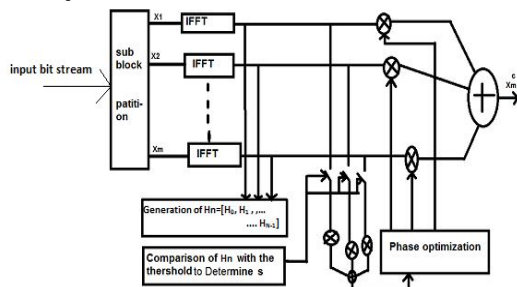 X1
IFFT
sub
block
patiti-
on
input bit stream
X2
IFFT
Xm
IFFT
c
Xm
Generation of Hn=[H0, H1 , ,...
.... HN-1]
Comparison of Hn with the
thershold to Determine s
Phase optimization